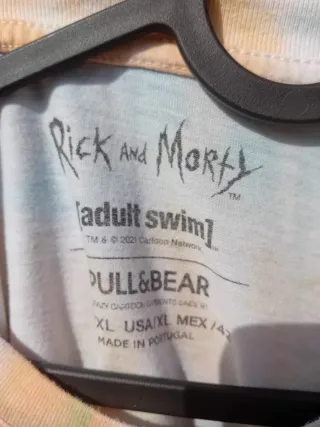 Rick And Morty
TM
[adult swim]
TM & © 2021 Cartoon Network
PULL&BEAR
XL USA/XL MEX/42
MADE IN PORTUGAL